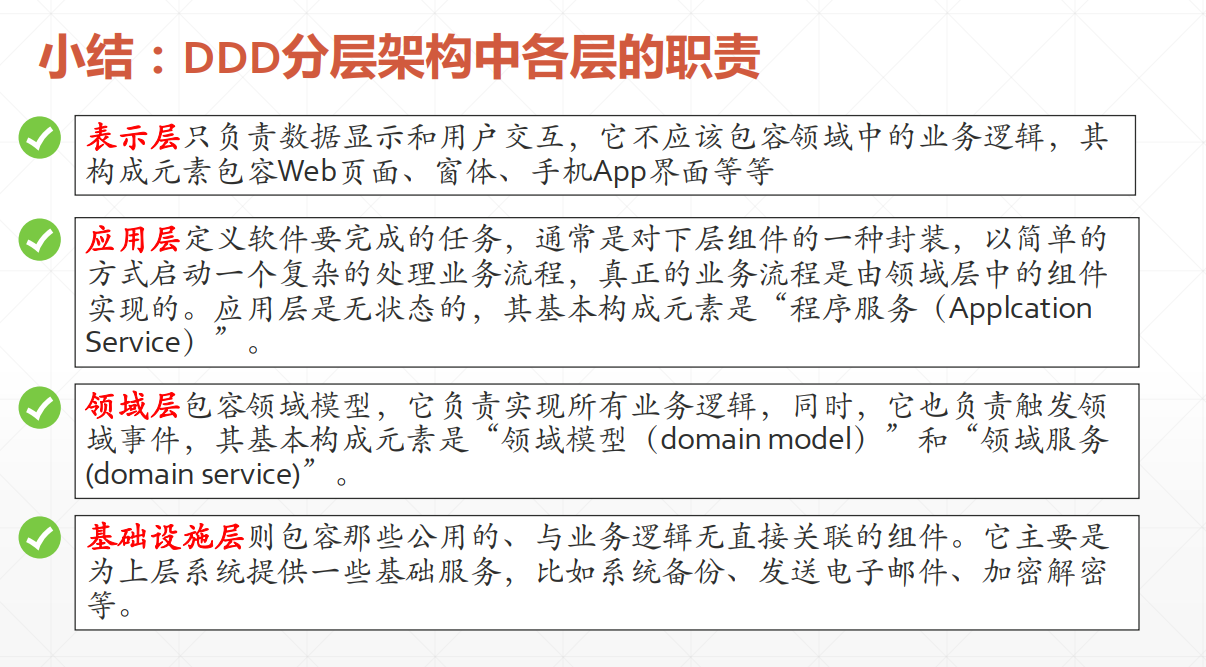 小结：DDD分层架构中各层的职责
表示层只负责数据显示和用户交互，它不应该包容领域中的业务逻辑，其
构成元素包容Web页面、窗体、手机App界面等等
应用层定义软件要完成的任务，通常是对下层组件的一种封装，以简单的
方式启动一个复杂的处理业务流程，真正的业务流程是由领域层中的组件
实现的。应用层是无状态的，其基本构成元素是“程序服务（Applcation
Service）”。
领域层包容领域模型，它负责实现所有业务逻辑，同时，它也负责触发领
域事件，其基本构成元素是“领域模型（domain model）”和“领域服务
(domain service)”。
基础设施层则包容那些公用的、与业务逻辑无直接关联的组件。它主要是
为上层系统提供一些基础服务，比如系统备份、发送电子邮件、加密解密
等。